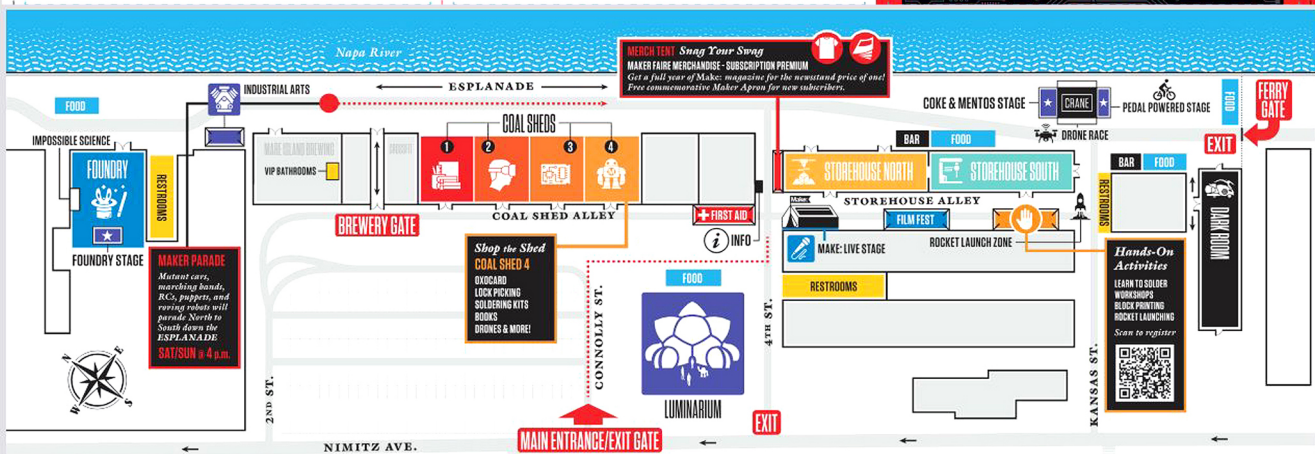 Napa River
MERCH TENT Snag Your Swag
MAKER FAIRE MERCHANDISE - SUBSCRIPTION PREMIUM
Get a full year of Make: magazine for the newsstand price of one!
Free commemorative Maker Apron for new subscribers.
FOOD
INDUSTRIAL ARTS
ESPLANADE
COKE & MENTOS STAGE
CRANE
PEDAL POWERED STAGE
DRONE RACE
FOOD
FERRY
GATE
EXIT
IMPOSSIBLE SCIENCE
FOUNDRY
FOUNDRY STAGE
RESTROOMS
MARE ISLAND BREWING
VIP BATHROOMS
CROSSFIT
COAL SHEDS
1
2
3
4
COAL SHED ALLEY
BREWERY GATE
FIRST AID
i INFO
BAR
FOOD
STOREHOUSE NORTH
STOREHOUSE SOUTH
STOREHOUSE ALLEY
Make:
FILM FEST
MAKE: LIVE STAGE
ROCKET LAUNCH ZONE
RESTROOMS
BAR
FOOD
RESTROOMS
DARK ROOM
MAKER PARADE
Mutant cars,
marching bands,
RCs, puppets, and
roving robots will
parade North to
South down the
ESPLANADE
SAT/SUN @ 4 p.m.
Shop the Shed
COAL SHED 4
OXOCARD
LOCK PICKING
SOLDERING KITS
BOOKS
DRONES & MORE!
FOOD
LUMINARIUM
Hands-On
Activities
LEARN TO SOLDER
WORKSHOPS
BLOCK PRINTING
ROCKET LAUNCHING
Scan to register
N
E
W
S
2ND ST.
CONNOLLY ST.
4TH ST.
KANSAS ST.
EXIT
MAIN ENTRANCE/EXIT GATE
NIMITZ AVE.